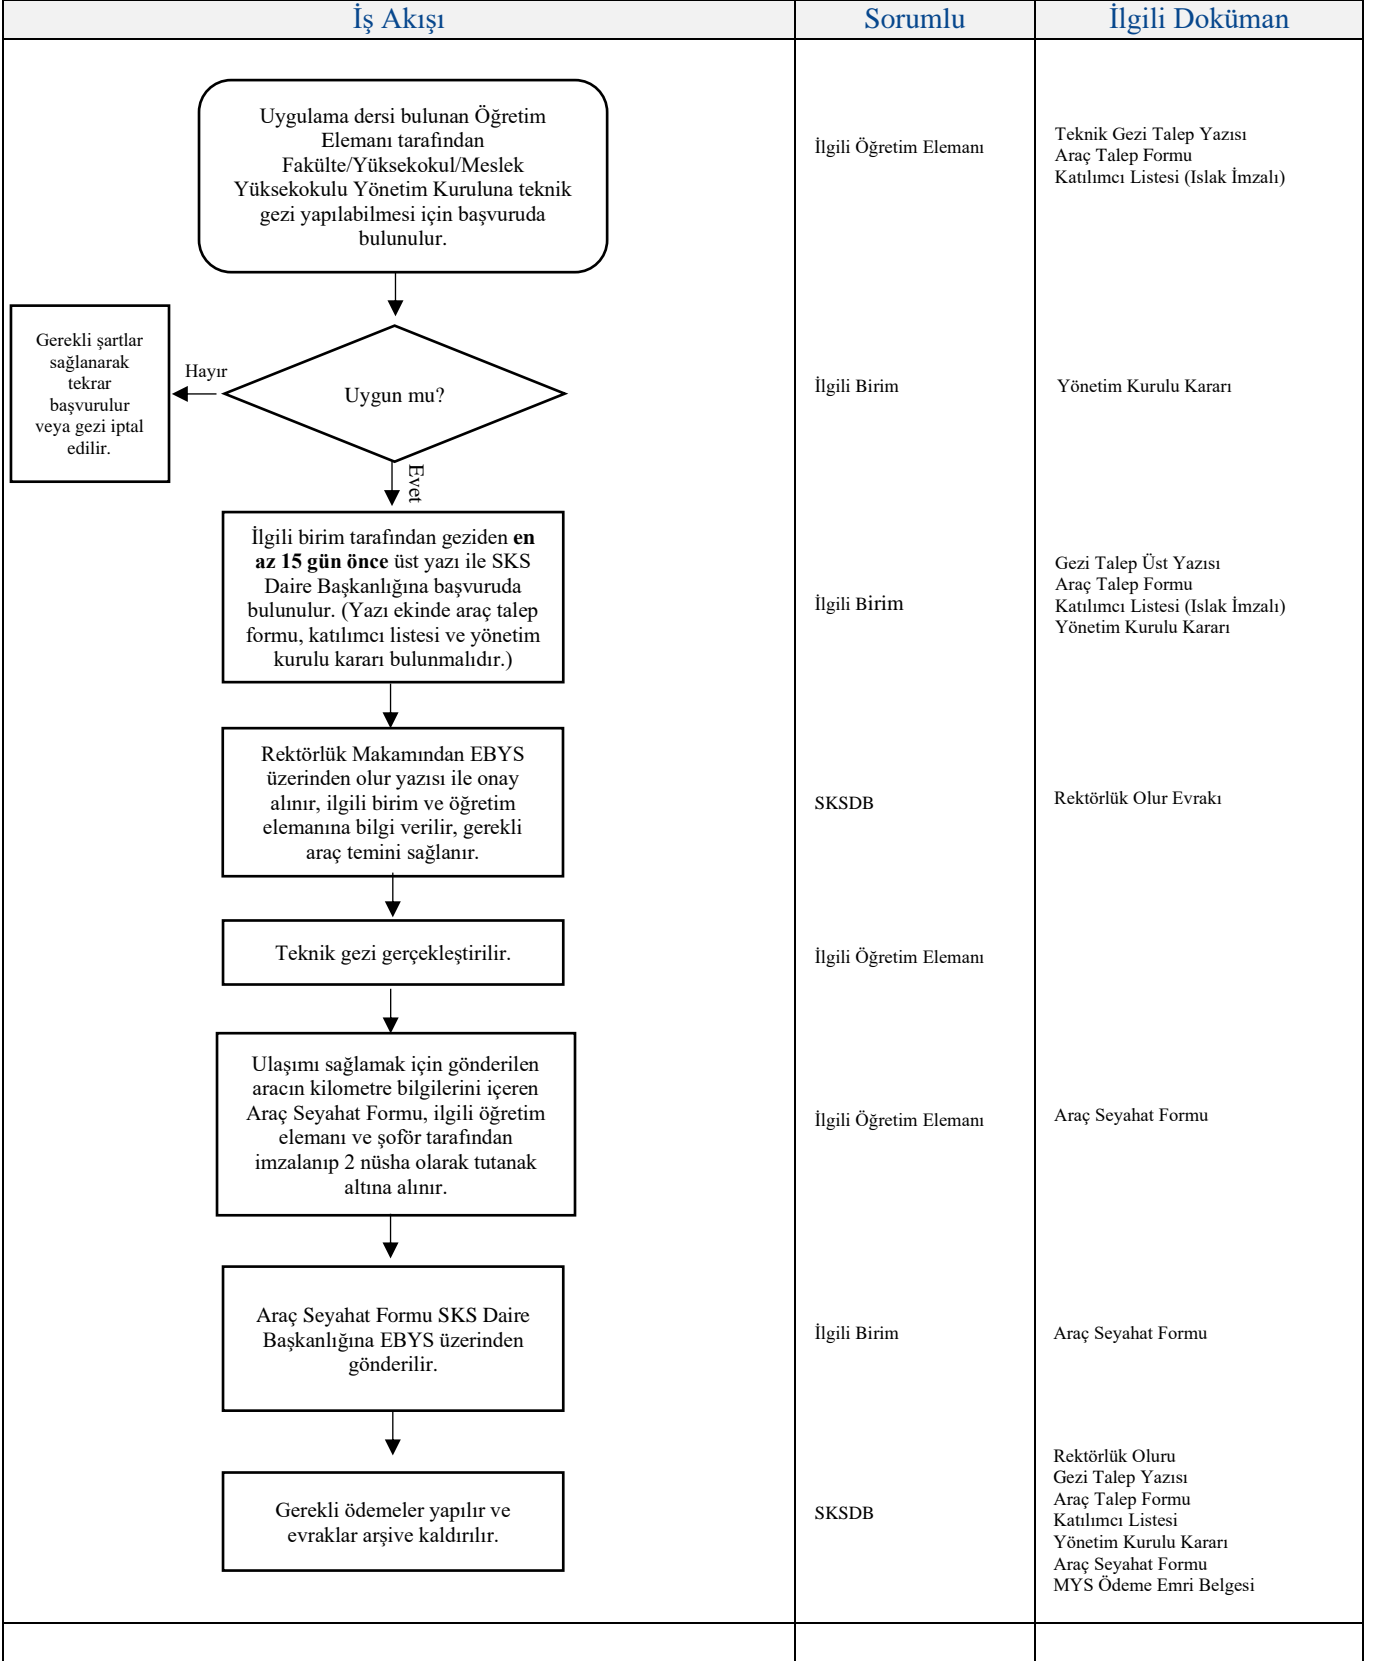 İş Akışı
Sorumlu
İlgili Doküman
Uygulama dersi bulunan Öğretim
Elemanı tarafından
Fakülte/Yüksekokul/Meslek
Yüksekokulu Yönetim Kuruluna teknik
gezi yapılabilmesi için başvuruda
bulunulur.
İlgili Öğretim Elemanı
Teknik Gezi Talep Yazısı
Araç Talep Formu
Katılımcı Listesi (Islak İmzalı)
Gerekli şartlar
sağlanarak
tekrar
başvurulur
veya gezi iptal
edilir.
Hayır
Uygun mu?
İlgili Birim
Yönetim Kurulu Kararı
Evet
İlgili birim tarafından geziden en
az 15 gün önce üst yazı ile SKS
Daire Başkanlığına başvuruda
bulunulur. (Yazı ekinde araç talep
formu, katılımcı listesi ve yönetim
kurulu kararı bulunmalıdır.)
İlgili Birim
Gezi Talep Üst Yazısı
Araç Talep Formu
Katılımcı Listesi (Islak İmzalı)
Yönetim Kurulu Kararı
Rektörlük Makamından EBYS
üzerinden olur yazısı ile onay
alınır, ilgili birim ve öğretim
elemanına bilgi verilir, gerekli
araç temini sağlanır.
SKSDB
Rektörlük Olur Evrakı
Teknik gezi gerçekleştirilir.
İlgili Öğretim Elemanı
Ulaşımı sağlamak için gönderilen
aracın kilometre bilgilerini içeren
Araç Seyahat Formu, ilgili öğretim
elemanı ve şoför tarafından
imzalanıp 2 nüsha olarak tutanak
altına alınır.
İlgili Öğretim Elemanı
Araç Seyahat Formu
Araç Seyahat Formu SKS Daire
Başkanlığına EBYS üzerinden
gönderilir.
İlgili Birim
Araç Seyahat Formu
Gerekli ödemeler yapılır ve
evraklar arşive kaldırılır.
SKSDB
Rektörlük Oluru
Gezi Talep Yazısı
Araç Talep Formu
Katılımcı Listesi
Yönetim Kurulu Kararı
Araç Seyahat Formu
MYS Ödeme Emri Belgesi